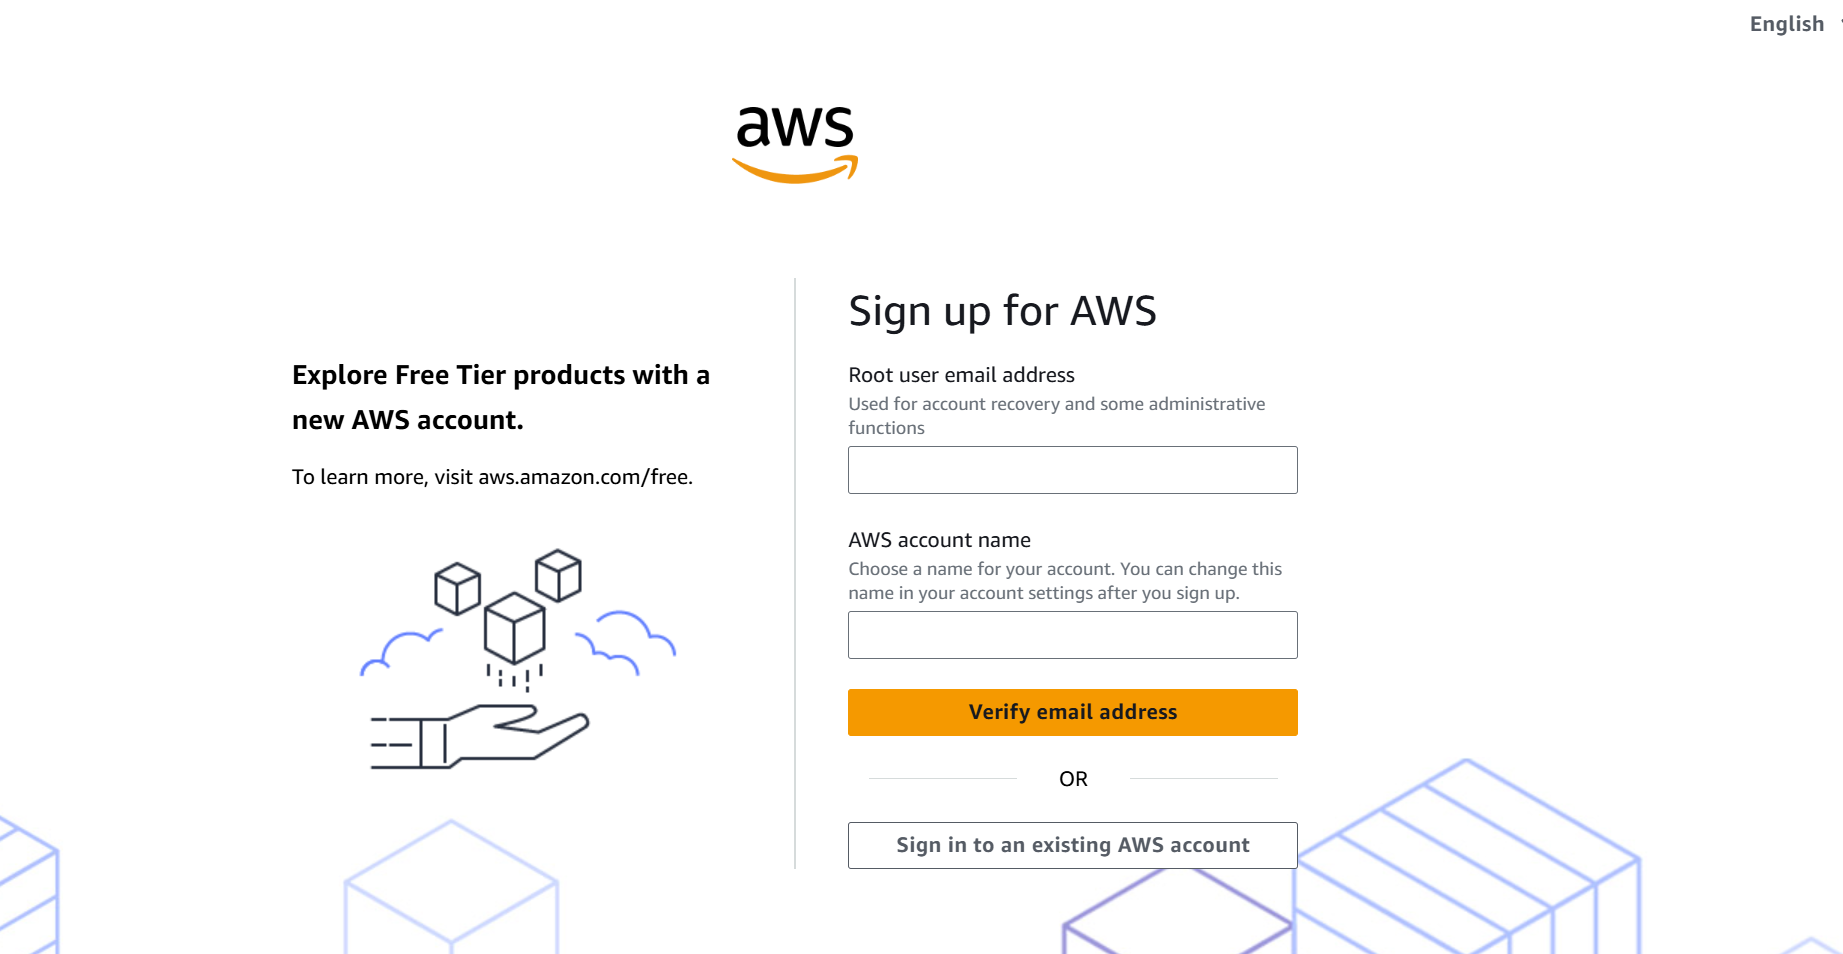 English
aws
Explore Free Tier products with a
new AWS account.
To learn more, visit aws.amazon.com/free.
Sign up for AWS
Root user email address
Used for account recovery and some administrative
functions
AWS account name
Choose a name for your account. You can change this
name in your account settings after you sign up.
Verify email address
OR
Sign in to an existing AWS account